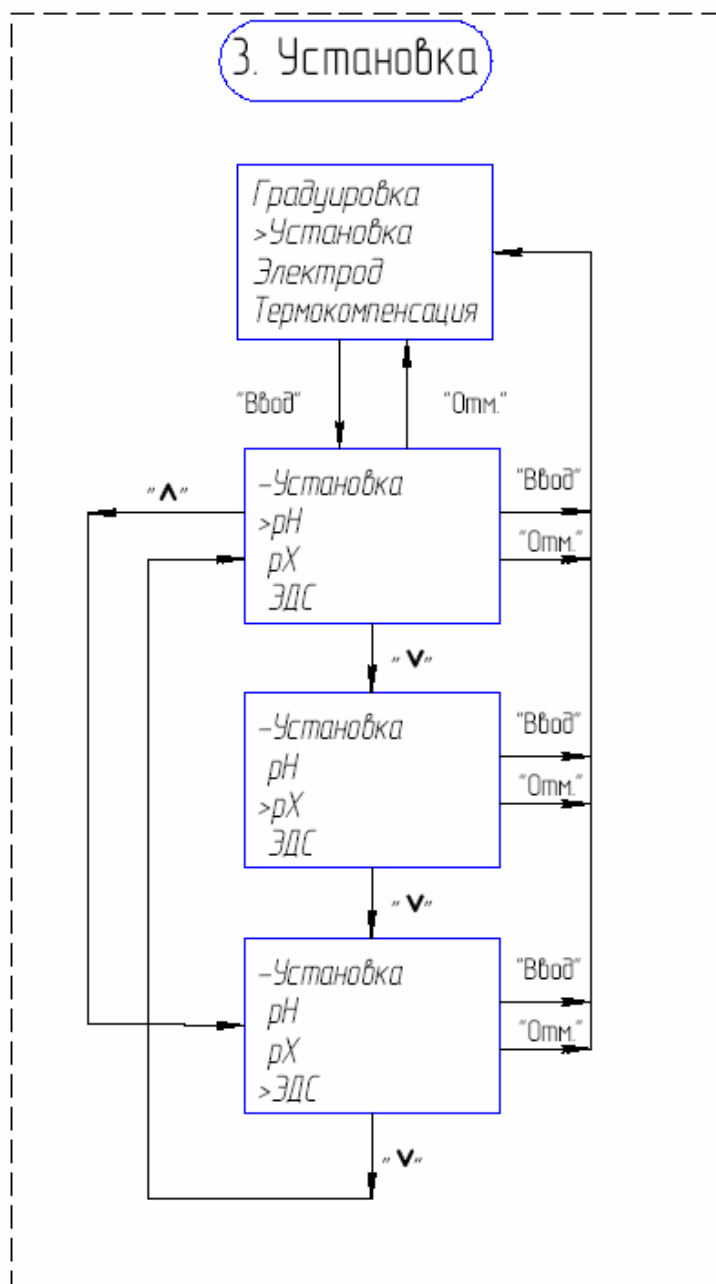 3. Установка
Градуировка
>Установка
Электрод
Термокомпенсация
"Ввод"
"Отм."
"∧"
–Установка
>pH
pX
ЭДС
"Ввод"
"Отм."
"∨"
–Установка
pH
>pX
ЭДС
"Ввод"
"Отм."
"∨"
–Установка
pH
pX
>ЭДС
"Ввод"
"Отм."
"∨"